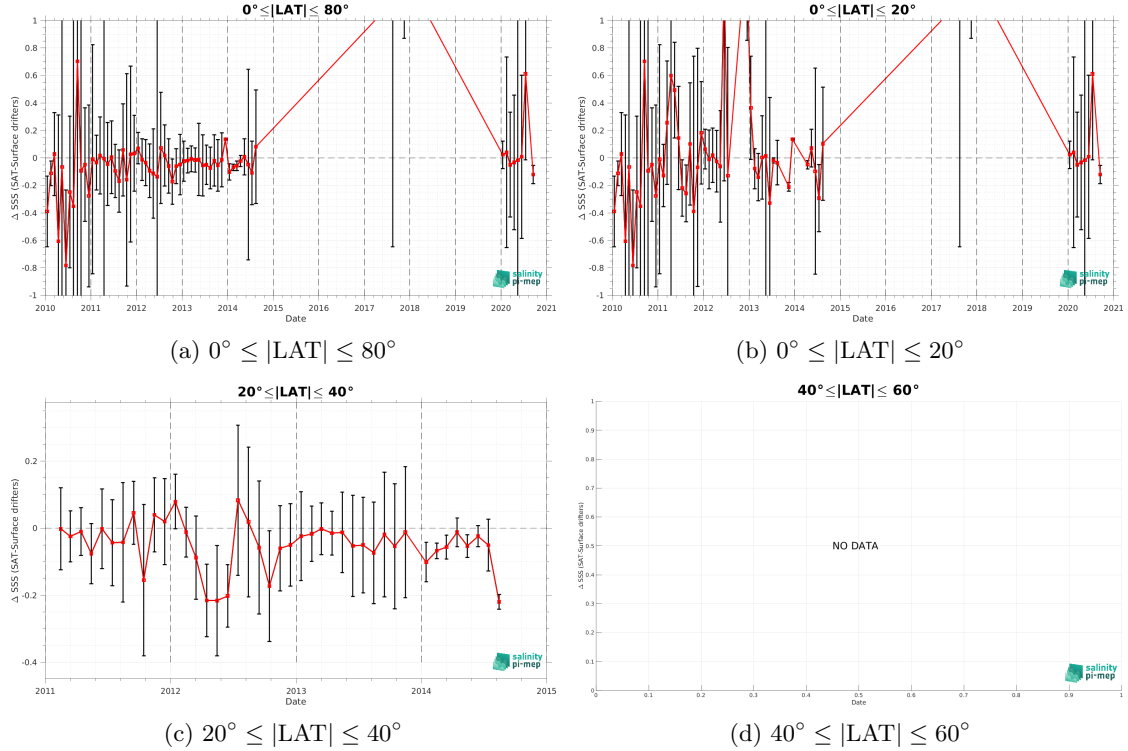 0°≤|LAT|≤ 80°
1
0.8
0.6
0.4
0.2
0
-0.2
-0.4
-0.6
-0.8
-1
Δ SSS (SAT-Surface drifters)
2010 2011 2012 2013 2014 2015 2016 2017 2018 2019 2020 2021
Date
salinity
pi-mep
(a) 0° ≤ |LAT| ≤ 80°
0°≤|LAT|≤ 20°
1
0.8
0.6
0.4
0.2
0
-0.2
-0.4
-0.6
-0.8
-1
Δ SSS (SAT-Surface drifters)
2010 2011 2012 2013 2014 2015 2016 2017 2018 2019 2020 2021
Date
salinity
pi-mep
(b) 0° ≤ |LAT| ≤ 20°
20°≤|LAT|≤ 40°
0.2
0
-0.2
-0.4
Δ SSS (SAT-Surface drifters)
2011 2012 2013 2014 2015
Date
salinity
pi-mep
(c) 20° ≤ |LAT| ≤ 40°
40°≤|LAT|≤ 60°
1
0.9
0.8
0.7
0.6
0.5
0.4
0.3
0.2
0.1
0
Δ SSS (SAT-Surface drifters)
NO DATA
0 0.1 0.2 0.3 0.4 0.5 0.6 0.7 0.8 0.9 1
Date
salinity
pi-mep
(d) 40° ≤ |LAT| ≤ 60°